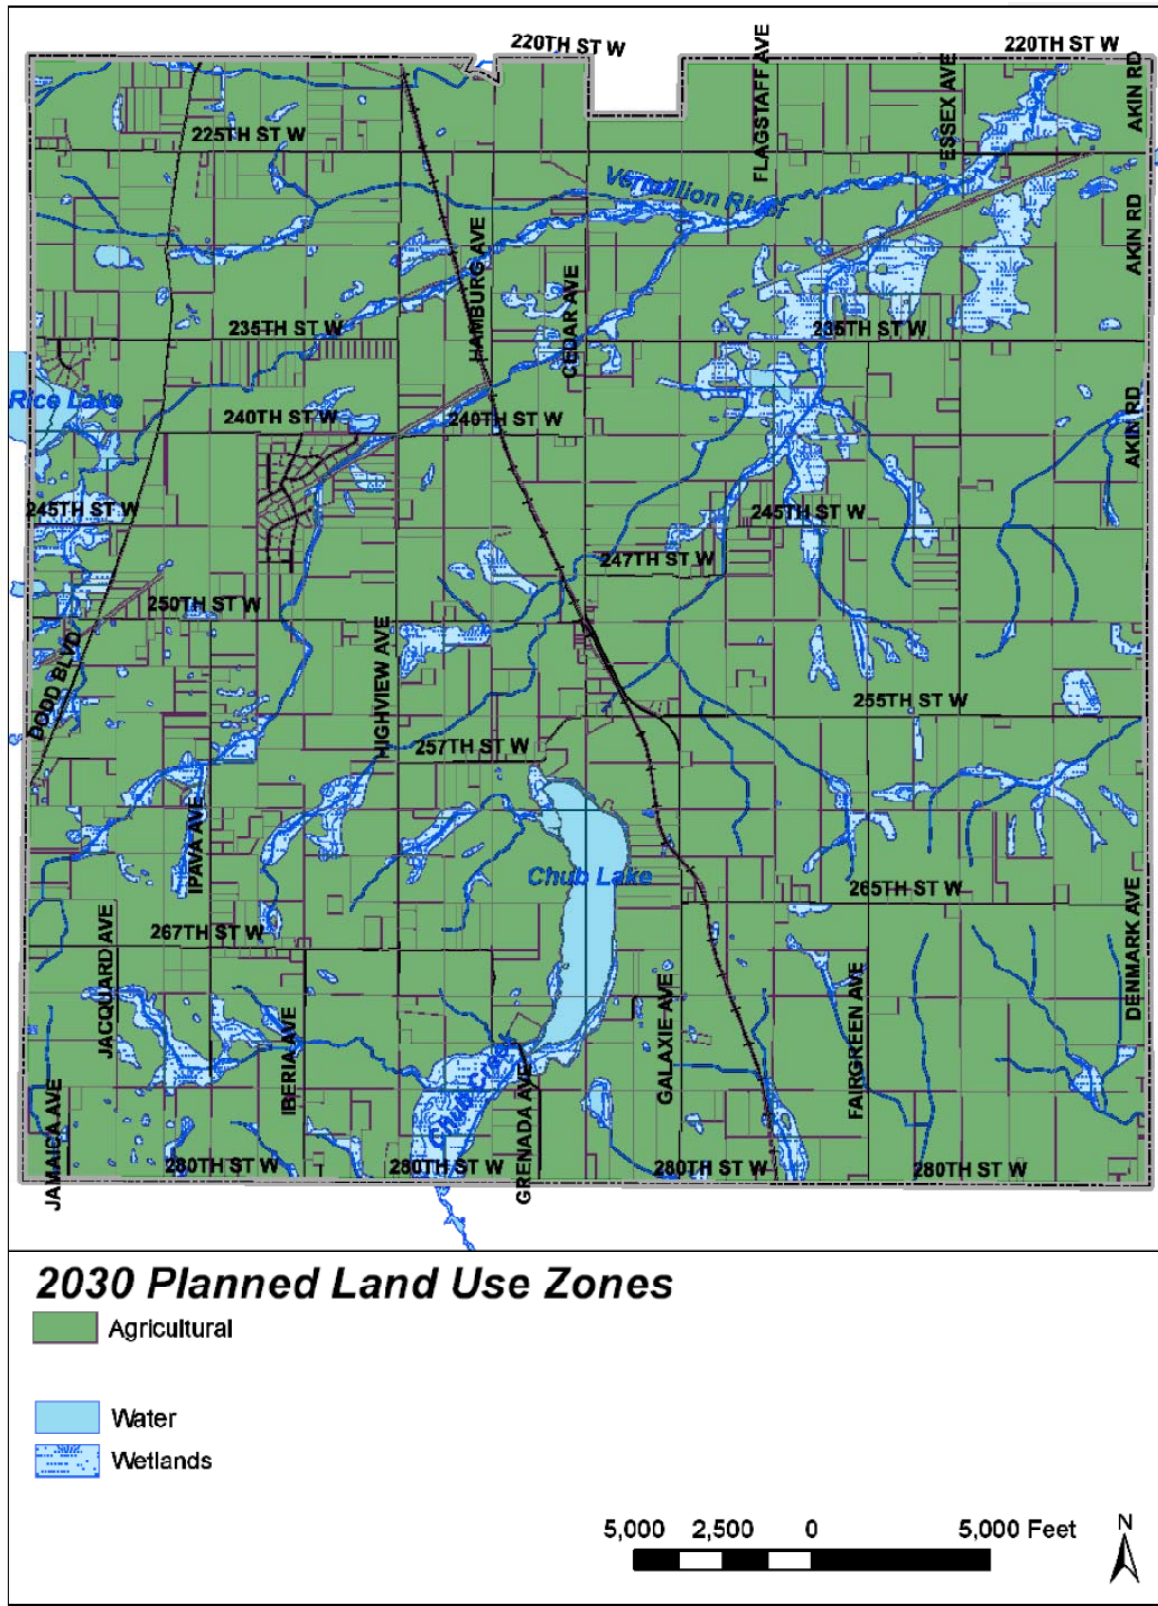 220TH ST W
220TH ST W
FLAGSTAFF AVE
ESSEX AVE
AKIN RD
225TH ST W
Vermillion River
AKIN RD
HAMBURG AVE
CEDAR AVE
235TH ST W
235TH ST W
Rice Lake
240TH ST W
240TH ST W
AKIN RD
245TH ST W
245TH ST W
247TH ST W
250TH ST W
DODD BLVD
HIGHVIEW AVE
255TH ST W
257TH ST W
IPAVA AVE
Chub Lake
265TH ST W
267TH ST W
JACQUARD AVE
IBERIA AVE
GALAXIE AVE
FAIRGREEN AVE
DENMARK AVE
Chub Creek
JAMAICA AVE
GRENADA AVE
280TH ST W
280TH ST W
280TH ST W
280TH ST W
2030 Planned Land Use Zones
Agricultural
Water
Wetlands
5,000 2,500 0 5,000 Feet
N